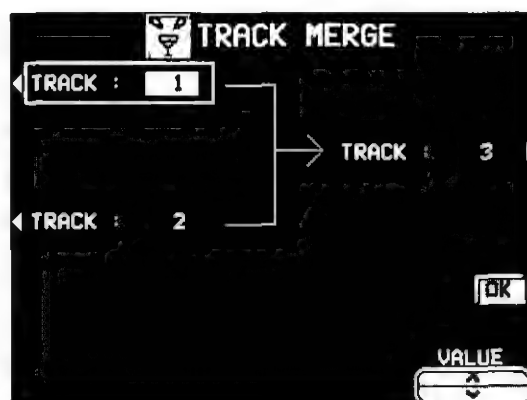 TRACK MERGE
TRACK : 1
TRACK : 3
TRACK : 2
OK
VALUE